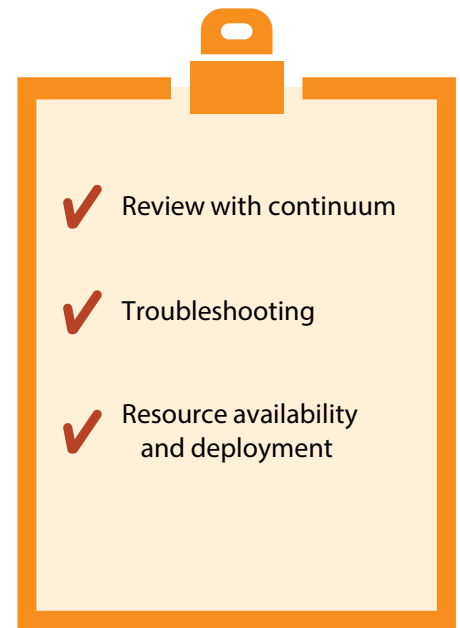 Review with continuum
Troubleshooting
Resource availability
and deployment